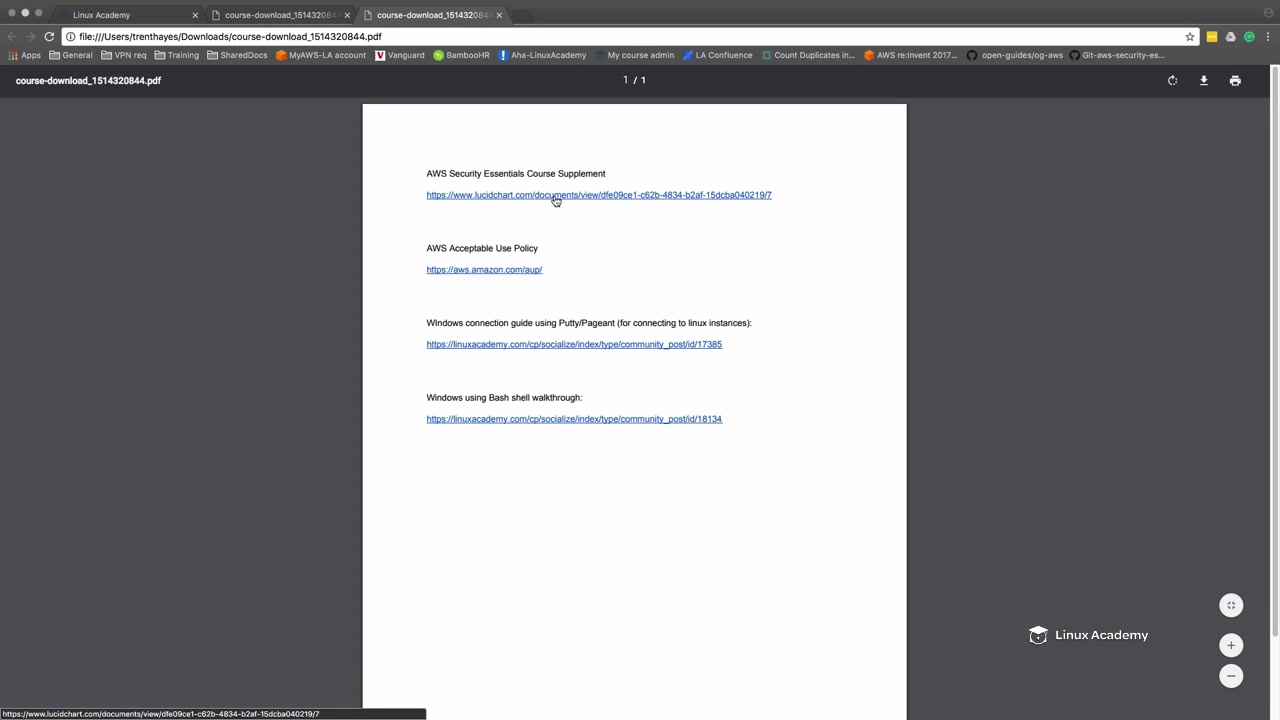 Linux Academy
course-download_1514320844
course-download_1514320844
file:///Users/trenthayes/Downloads/course-download_1514320844.pdf
Apps General VPN req Training SharedDocs MyAWS-LA account Vanguard BambooHR Aha-LinuxAcademy My course admin LA Confluence Count Duplicates in... AWS re:Invent 2017... open-guides/og-aws Git-aws-security-es...
course-download_1514320844.pdf
1 / 1
AWS Security Essentials Course Supplement
https://www.lucidchart.com/documents/view/dfe09ce1-c62b-4834-b2af-15dcba040219/7
AWS Acceptable Use Policy
https://aws.amazon.com/aup/
WIndows connection guide using Putty/Pageant (for connecting to linux instances):
https://linuxacademy.com/cp/socialize/index/type/community_post/id/17385
Windows using Bash shell walkthrough:
https://linuxacademy.com/cp/socialize/index/type/community_post/id/18134
Linux Academy
https://www.lucidchart.com/documents/view/dfe09ce1-c62b-4834-b2af-15dcba040219/7